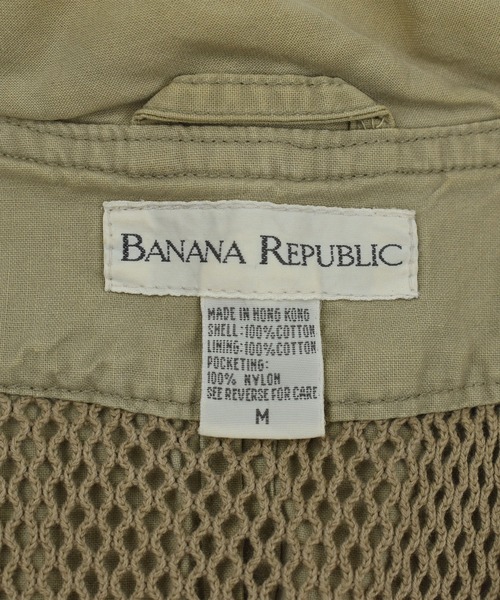 BANANA REPUBLIC
MADE IN HONG KONG
SHELL:100%COTTON
LINING:100%COTTON
POCKETING:
100% NYLON
SEE REVERSE FOR CARE
M